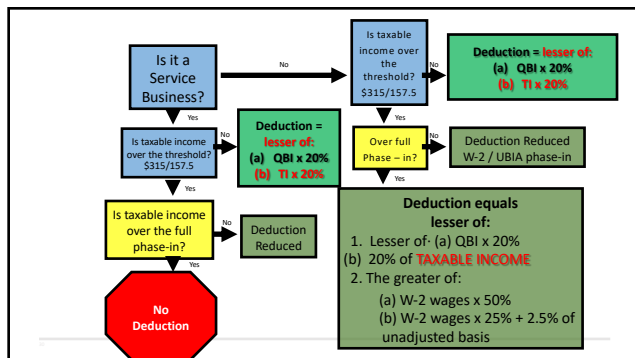 Is it a
Service
Business?
No
Is taxable
income over
the
threshold?
$315/157.5
No
Deduction = lesser of:
(a) QBI x 20%
(b) TI x 20%
Yes
Yes
Is taxable income
over the threshold?
$315/157.5
No
Deduction =
lesser of:
(a) QBI x 20%
(b) TI x 20%
Over full
Phase – in?
No
Deduction Reduced
W-2 / UBIA phase-in
Yes
Yes
Is taxable income
over the full
phase-in?
No
Deduction
Reduced
Yes
No
Deduction
Deduction equals
lesser of:
1. Lesser of: (a) QBI x 20%
(b) 20% of TAXABLE INCOME
2. The greater of:
(a) W-2 wages x 50%
(b) W-2 wages x 25% + 2.5% of
unadjusted basis